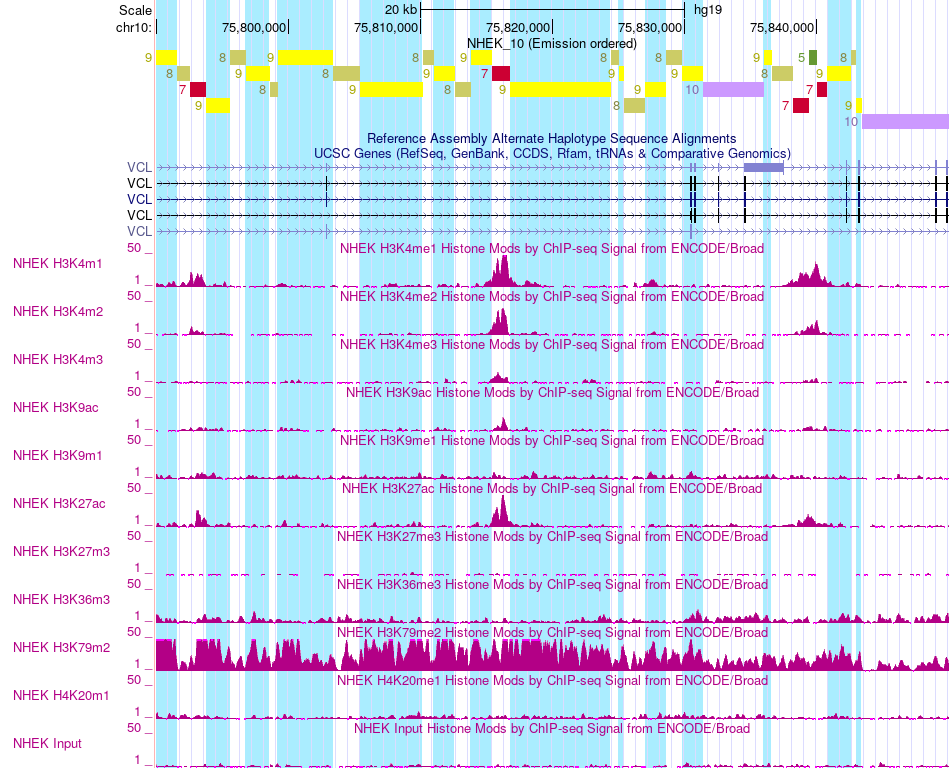 Scale 20 kb hg19
chr10: 75,800,000 75,810,000 75,820,000 75,830,000 75,840,000
NHEK_10 (Emission ordered)
9 8 9 9 8 8 9 8 9 5 8
8 9 8 9 7 9 9 8 9
7 8 9 8 9 9 10 7
9 8 7 9
10
Reference Assembly Alternate Haplotype Sequence Alignments
UCSC Genes (RefSeq, GenBank, CCDS, Rfam, tRNAs & Comparative Genomics)
VCL
VCL
VCL
VCL
VCL
50 _ NHEK H3K4me1 Histone Mods by ChIP-seq Signal from ENCODE/Broad
NHEK H3K4m1
1 _
50 _ NHEK H3K4me2 Histone Mods by ChIP-seq Signal from ENCODE/Broad
NHEK H3K4m2
1 _
50 _ NHEK H3K4me3 Histone Mods by ChIP-seq Signal from ENCODE/Broad
NHEK H3K4m3
1 _
50 _ NHEK H3K9ac Histone Mods by ChIP-seq Signal from ENCODE/Broad
NHEK H3K9ac
1 _
50 _ NHEK H3K9me1 Histone Mods by ChIP-seq Signal from ENCODE/Broad
NHEK H3K9m1
1 _
50 _ NHEK H3K27ac Histone Mods by ChIP-seq Signal from ENCODE/Broad
NHEK H3K27ac
1 _
50 _ NHEK H3K27me3 Histone Mods by ChIP-seq Signal from ENCODE/Broad
NHEK H3K27m3
1 _
50 _ NHEK H3K36me3 Histone Mods by ChIP-seq Signal from ENCODE/Broad
NHEK H3K36m3
1 _
50 _ NHEK H3K79me2 Histone Mods by ChIP-seq Signal from ENCODE/Broad
NHEK H3K79m2
1 _
50 _ NHEK H4K20me1 Histone Mods by ChIP-seq Signal from ENCODE/Broad
NHEK H4K20m1
1 _
50 _ NHEK Input Histone Mods by ChIP-seq Signal from ENCODE/Broad
NHEK Input
1 _